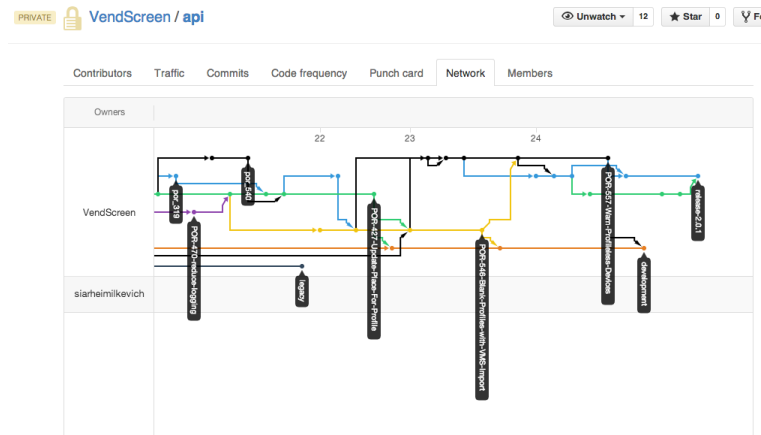 PRIVATE VendScreen / api Unwatch 12 Star 0
Contributors Traffic Commits Code frequency Punch card Network Members
Owners
22 23 24
VendScreen
siarheimilkevich
por_319
POR-470-reduce-logging
por_540
legacy
POR-427-Update-Place-For-Profile
POR-546-Blank-Profiles-with-VMS-Import
POR-557-Warn-Profileless-Devices
development
release-2.0.1